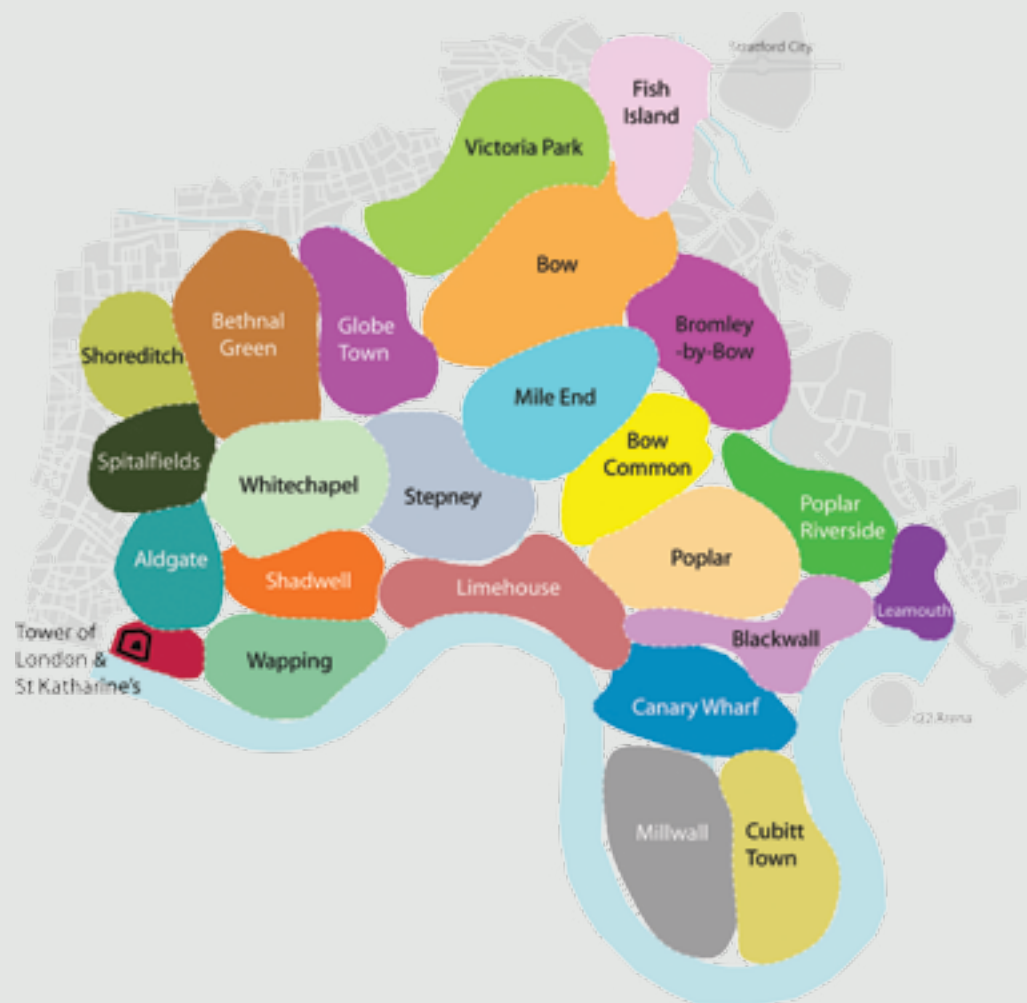 Stratford City
Fish
Island
Victoria Park
Bow
Bethnal
Green
Globe
Town
Bromley
-by-Bow
Shoreditch
Mile End
Bow
Common
Spitalfields
Whitechapel
Stepney
Poplar
Riverside
Aldgate
Shadwell
Limehouse
Poplar
Leamouth
Tower of
London &
St Katharine's
Wapping
Blackwall
Canary Wharf
O2 Arena
Millwall
Cubitt
Town